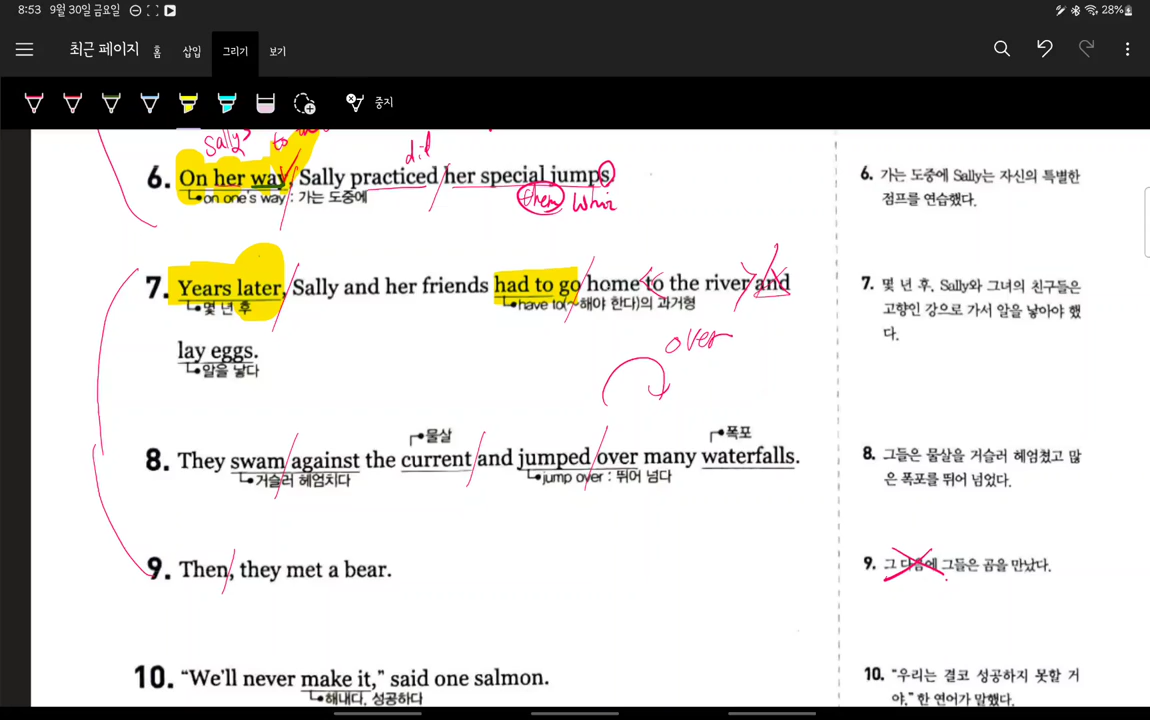 8:53 9월 30일 금요일 28%
최근 페이지 홈 삽입 그리기 보기
중지
Sally's to
did
6. On her way, Sally practiced her special jumps
on one's way : 가는 도중에
them
6. 가는 도중에 Sally는 자신의 특별한
점프를 연습했다.
7. Years later, Sally and her friends had to go home to the river and
몇 년 후
have to(~해야 한다)의 과거형
lay eggs.
알을 낳다
over
7. 몇 년 후, Sally와 그녀의 친구들은
고향인 강으로 가서 알을 낳아야 했
다.
물살
폭포
8. They swam against the current and jumped over many waterfalls.
거슬러 헤엄치다
jump over : 뛰어 넘다
8. 그들은 물살을 거슬러 헤엄쳤고 많
은 폭포를 뛰어 넘었다.
9. Then, they met a bear.
9. 그 다음에 그들은 곰을 만났다.
10. “We’ll never make it,” said one salmon.
해내다, 성공하다
10. “우리는 결코 성공하지 못할 거
야,” 한 연어가 말했다.